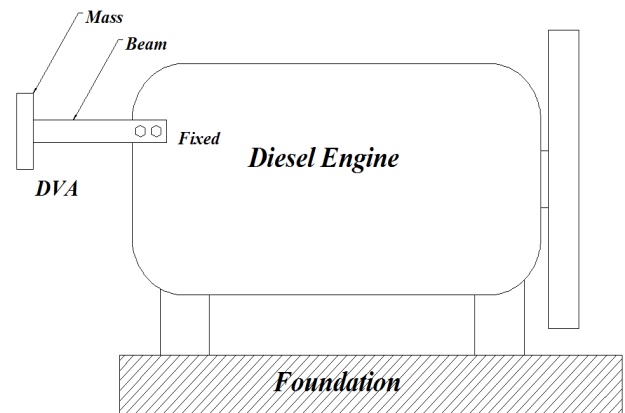 Mass
Beam
Fixed
Diesel Engine
DVA
Foundation